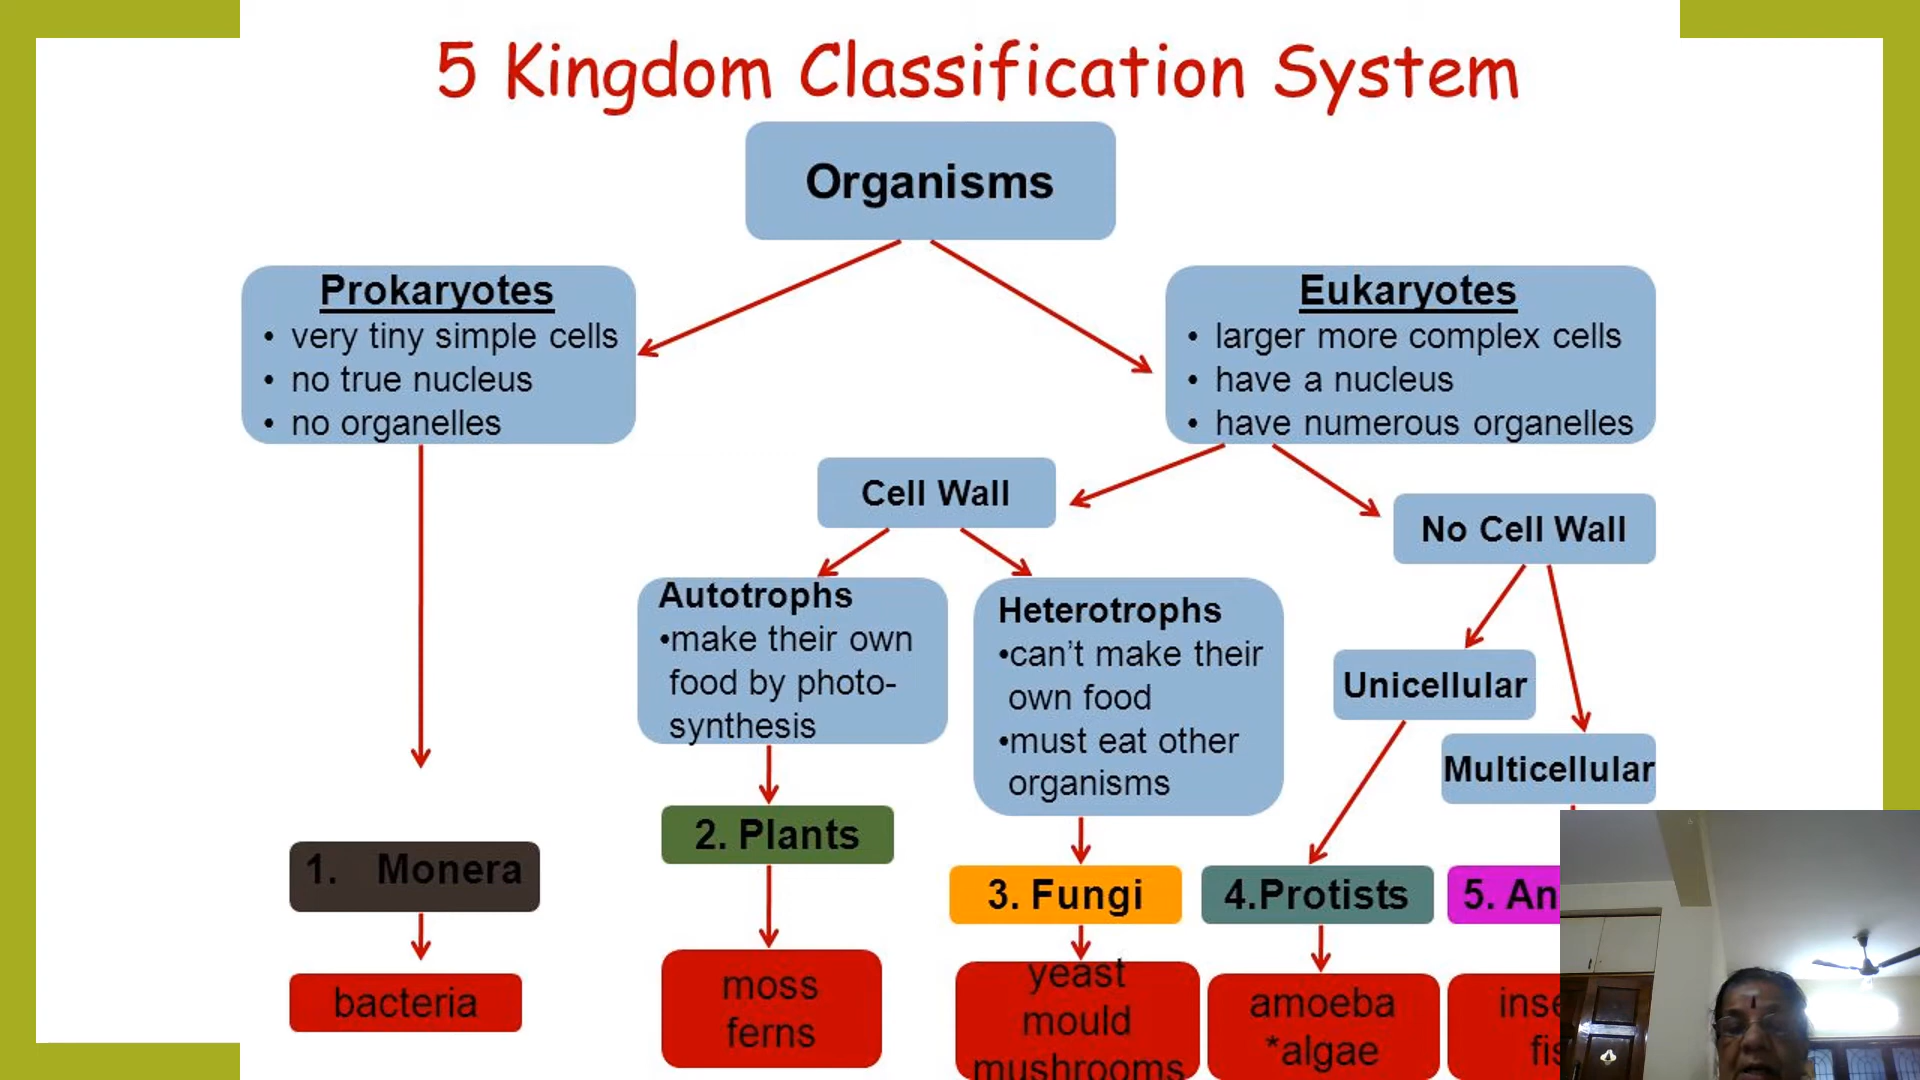 5 Kingdom Classification System
Organisms
Prokaryotes
• very tiny simple cells
• no true nucleus
• no organelles
Eukaryotes
• larger more complex cells
• have a nucleus
• have numerous organelles
Cell Wall
No Cell Wall
Autotrophs
•make their own
food by photo-
synthesis
Heterotrophs
•can’t make their
own food
•must eat other
organisms
Unicellular
Multicellular
1. Monera
2. Plants
3. Fungi
4.Protists
5.
bacteria
moss
ferns
yeast
mould
mushrooms
amoeba
*algae